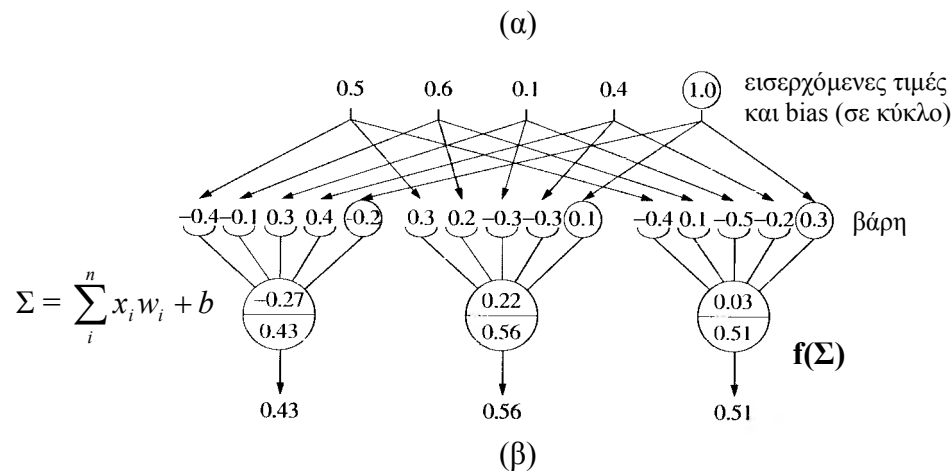 (α)
0.5 0.6 0.1 0.4 1.0 εισερχόμενες τιμές
και bias (σε κύκλο)
−0.4 −0.1 0.3 0.4 −0.2 0.3 0.2 −0.3 −0.3 0.1 −0.4 0.1 −0.5 −0.2 0.3 βάρη
Σ = ∑ᵢⁿ xᵢwᵢ + b
−0.27 0.22 0.03
0.43 0.56 0.51 f(Σ)
0.43 0.56 0.51
(β)